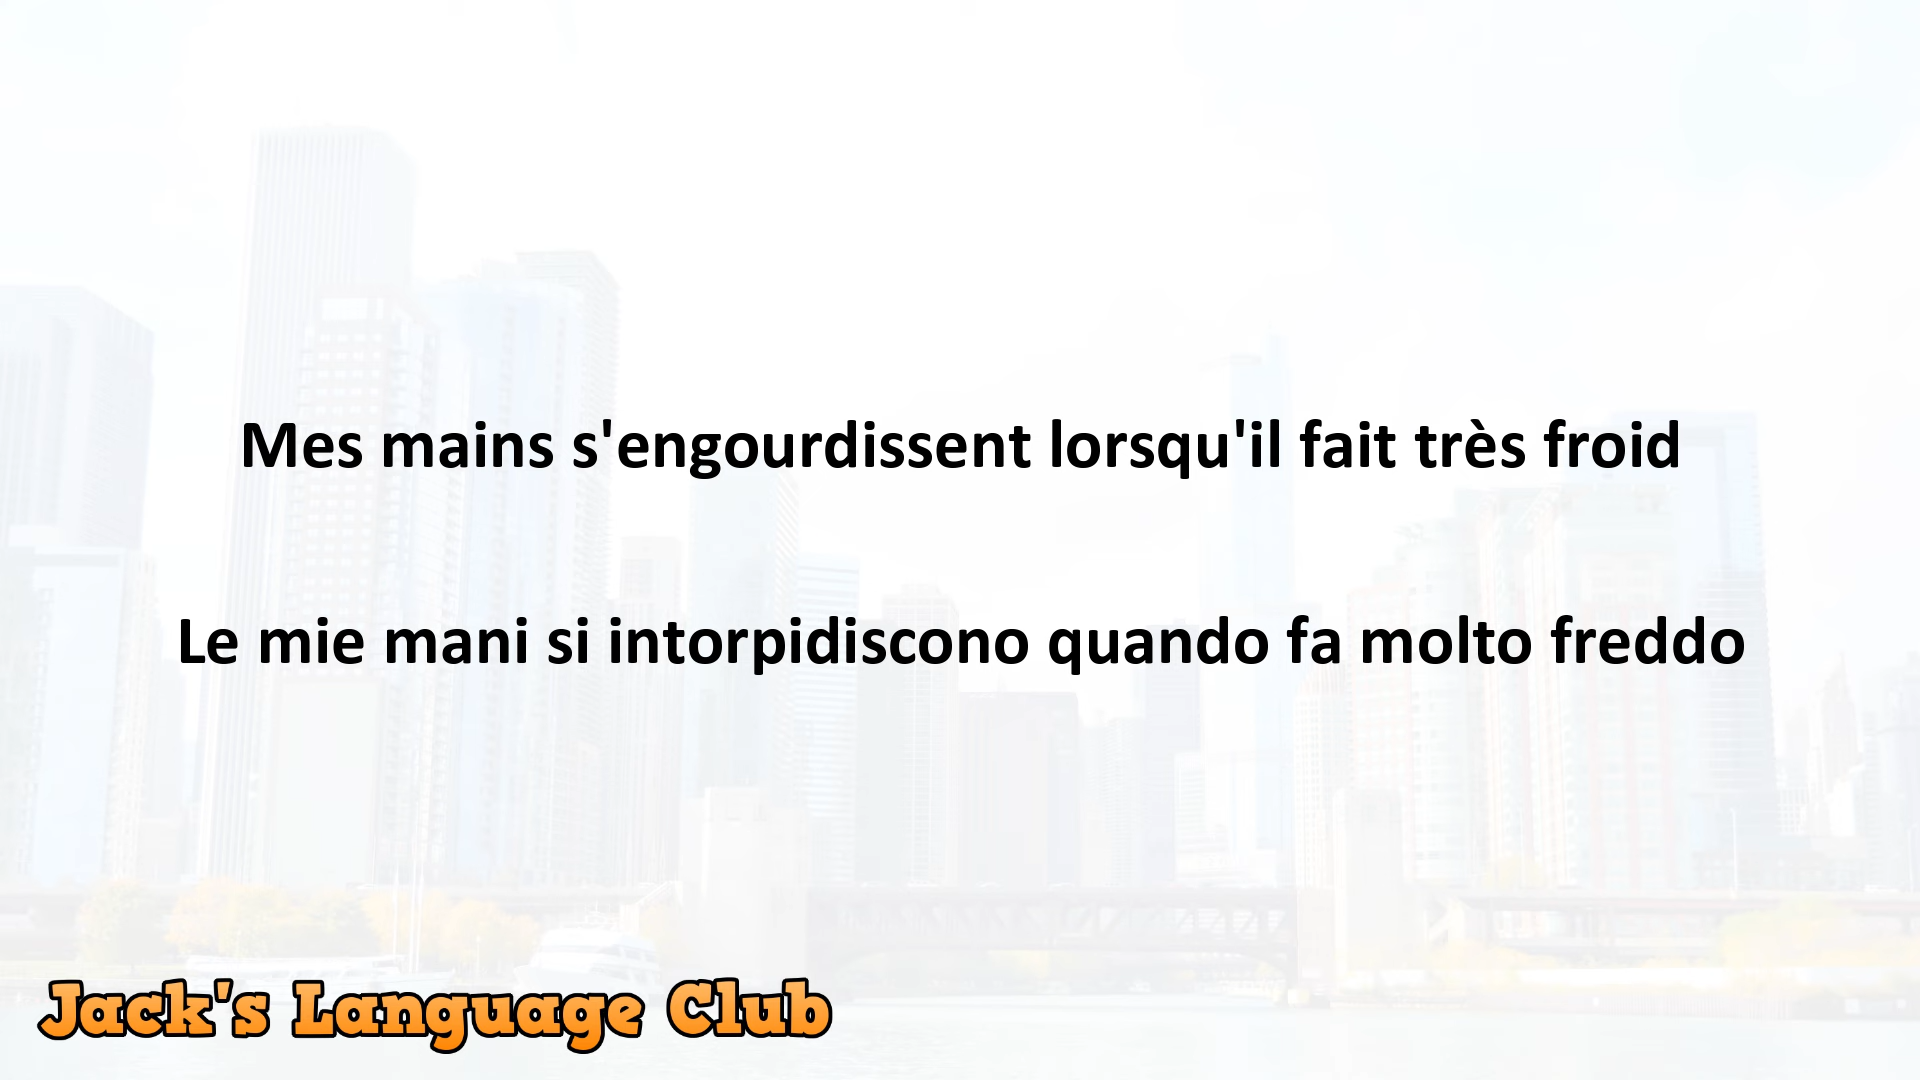 Mes mains s'engourdissent lorsqu'il fait très froid
Le mie mani si intorpidiscono quando fa molto freddo
Jack's Language Club